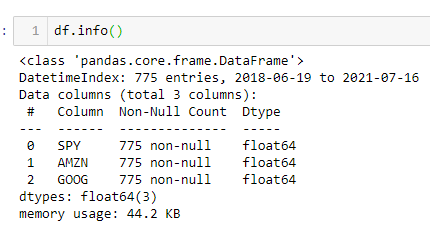 : 1 df.info()
<class 'pandas.core.frame.DataFrame'>
DatetimeIndex: 775 entries, 2018-06-19 to 2021-07-16
Data columns (total 3 columns):
 #   Column  Non-Null Count  Dtype
---  ------  --------------  -----
 0   SPY     775 non-null    float64
 1   AMZN    775 non-null    float64
 2   GOOG    775 non-null    float64
dtypes: float64(3)
memory usage: 44.2 KB